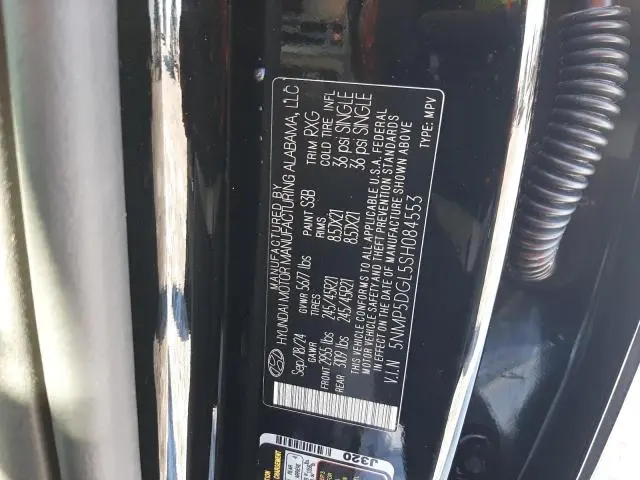 MANUFACTURED BY
HYUNDAI MOTOR MANUFACTURING ALABAMA, LLC
Sep/18/24 GVWR 5677 lbs PAINT S3B TRIM RXG
GAWR TIRES RIMS COLD TIRE INFL
FRONT 2955 lbs 245/45R21 8.5JX21 36 psi SINGLE
REAR 3109 lbs 245/45R21 8.5JX21 36 psi SINGLE
THIS VEHICLE CONFORMS TO ALL APPLICABLE U.S.A. FEDERAL
MOTOR VEHICLE SAFETY AND THEFT PREVENTION STANDARDS
IN EFFECT ON THE DATE OF MANUFACTURE SHOWN ABOVE
V.I.N 5NMP5DGL5SH084553 TYPE: MPV
J320